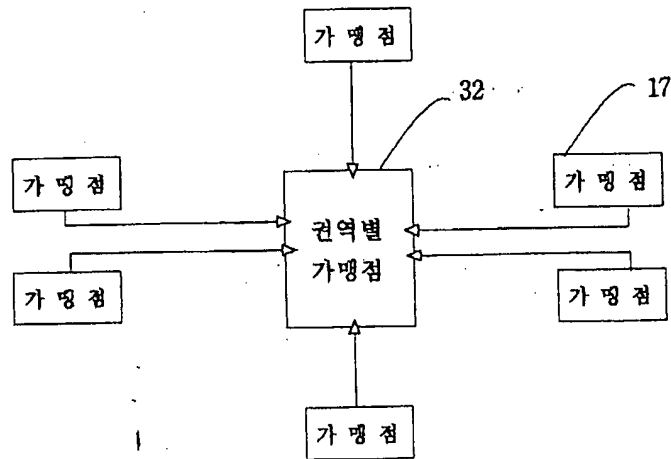 가 맹 점
32
17
가 맹 점
가 맹 점
권역별
가맹점
가 맹 점
가 맹 점
가 맹 점